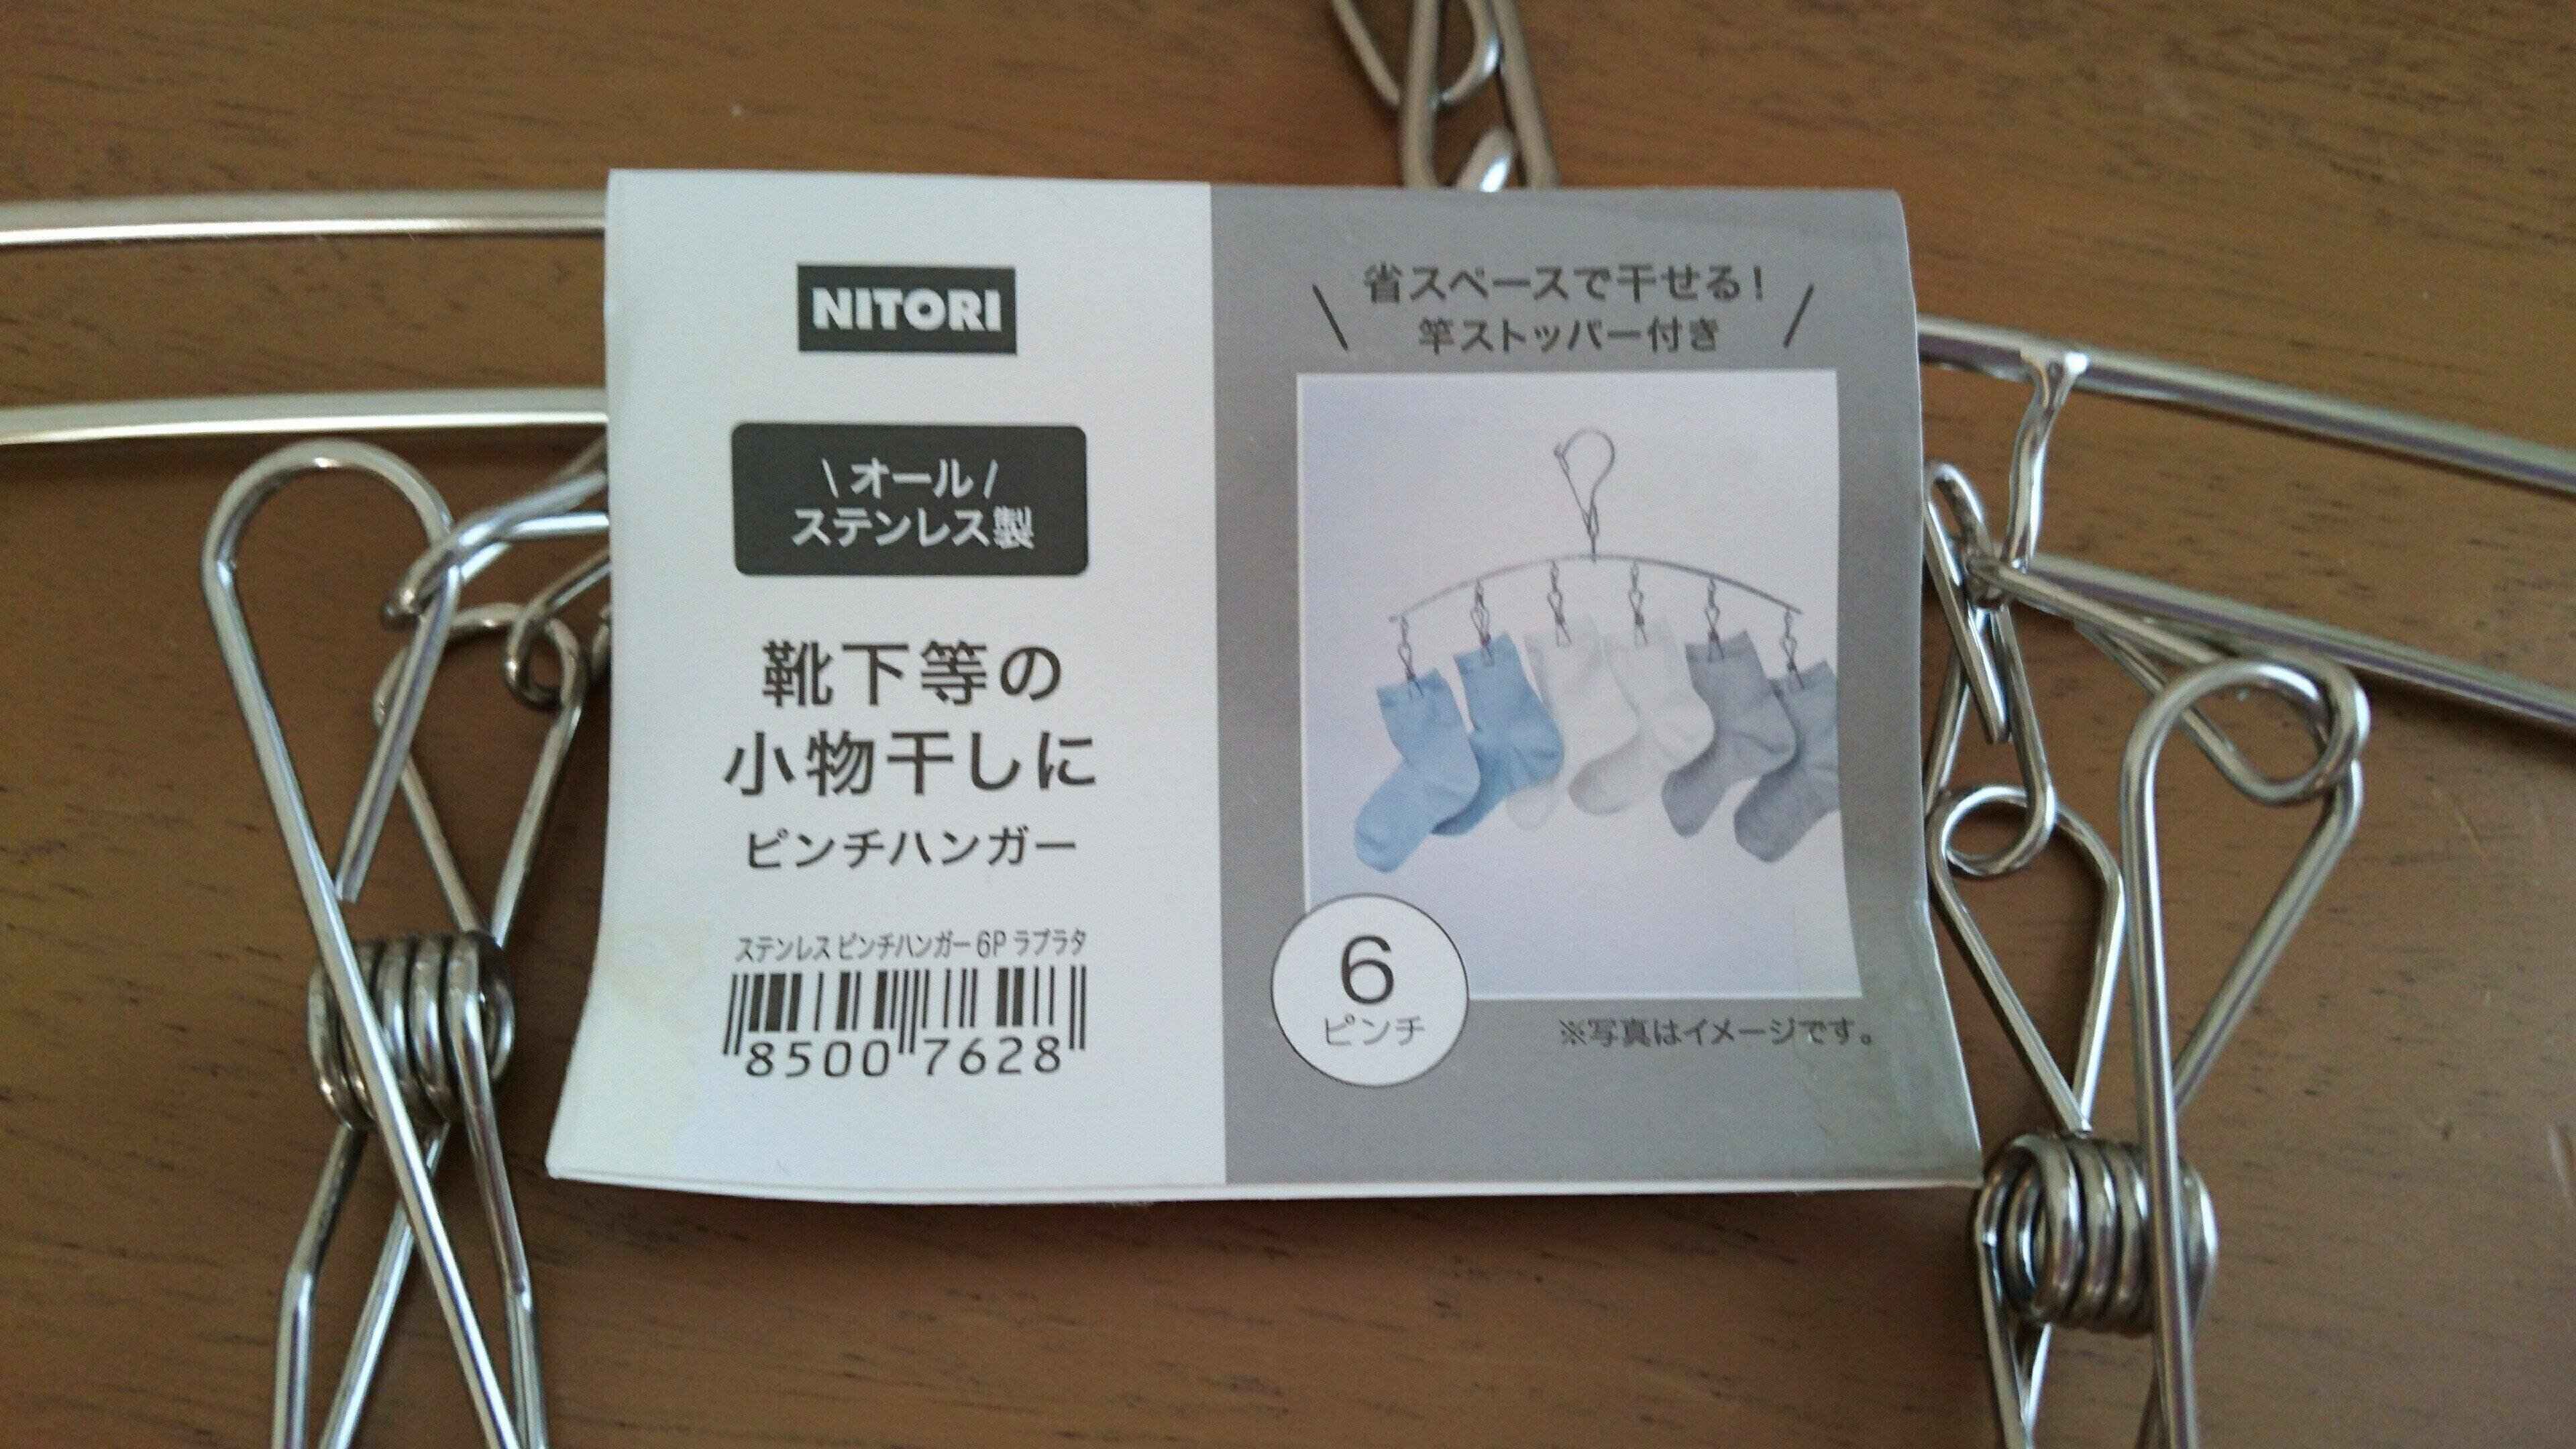 NITORI
\ オール /
ステンレス製
靴下等の
小物干しに
ピンチハンガー
ステンレス ピンチハンガー 6P ラプラタ
8500 7628
\ 省スペースで干せる! /
竿ストッパー付き
6
ピンチ
※写真はイメージです。